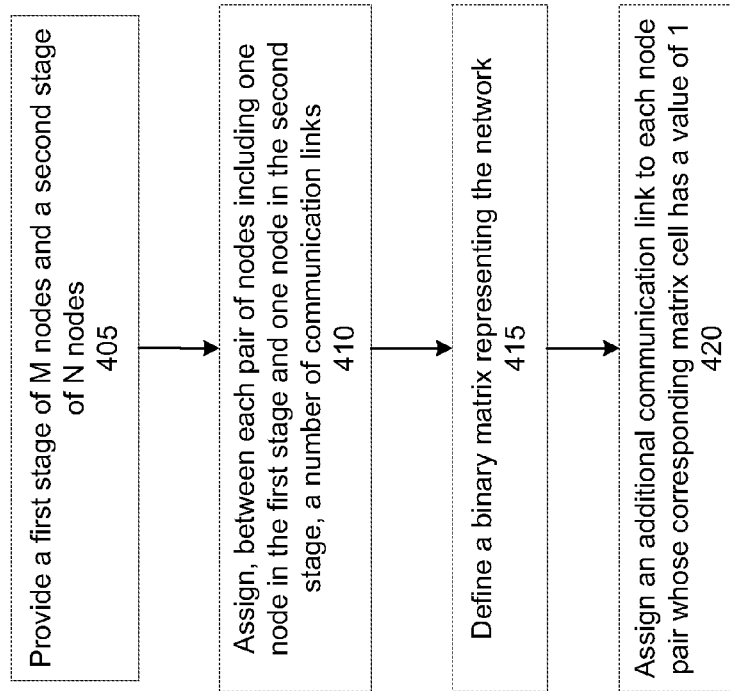 Provide a first stage of M nodes and a second stage
of N nodes
405
Assign, between each pair of nodes including one
node in the first stage and one node in the second
stage, a number of communication links
410
Define a binary matrix representing the network
415
Assign an additional communication link to each node
pair whose corresponding matrix cell has a value of 1
420